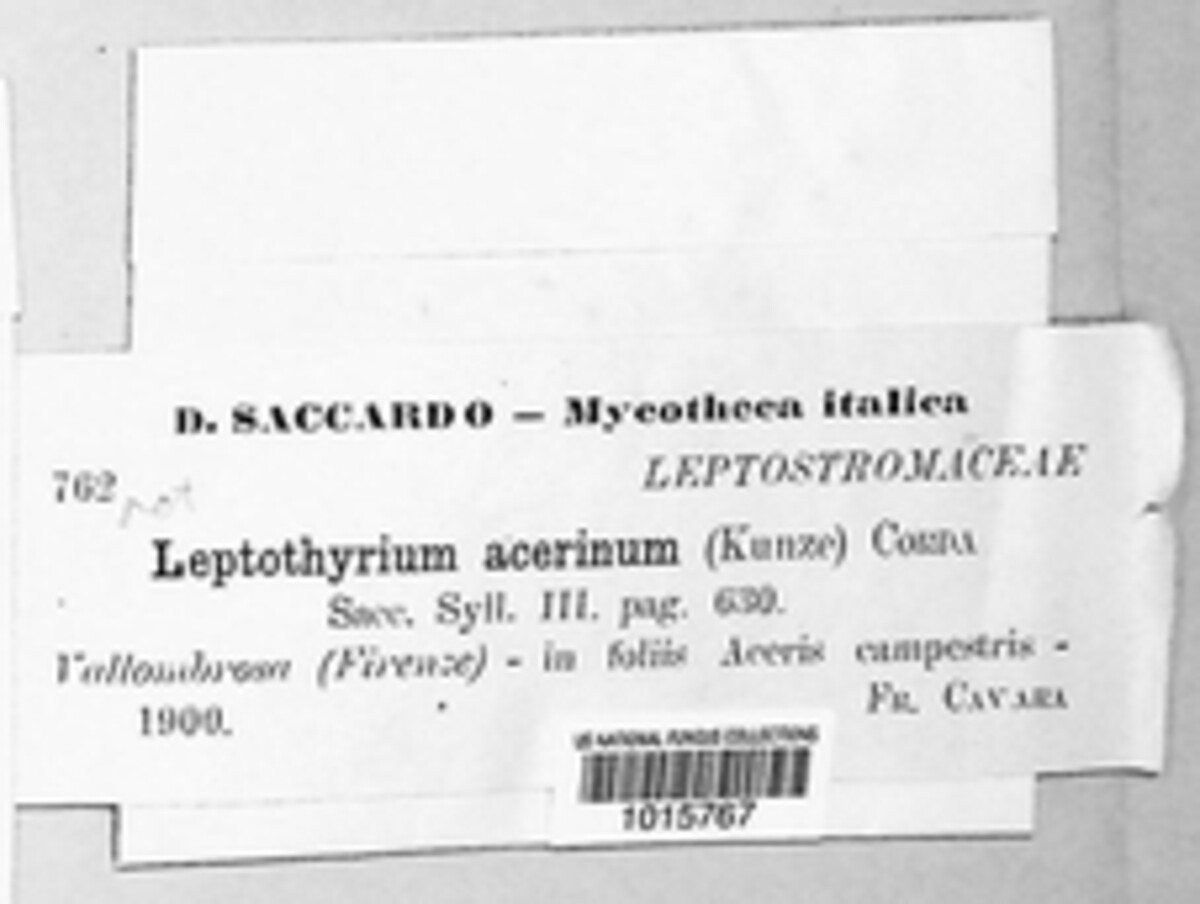 D. SACCARDO — Mycotheca italica
LEPTOSTROMACEAE
762 not
Leptothyrium acerinum (Kunze) CORDA
Sacc. Syll. III. pag. 630.
Vallombrosa (Firenze) - in foliis Aceris campestris -
1900.
FR. CAVARA
US NATIONAL FUNGUS COLLECTIONS
1015767